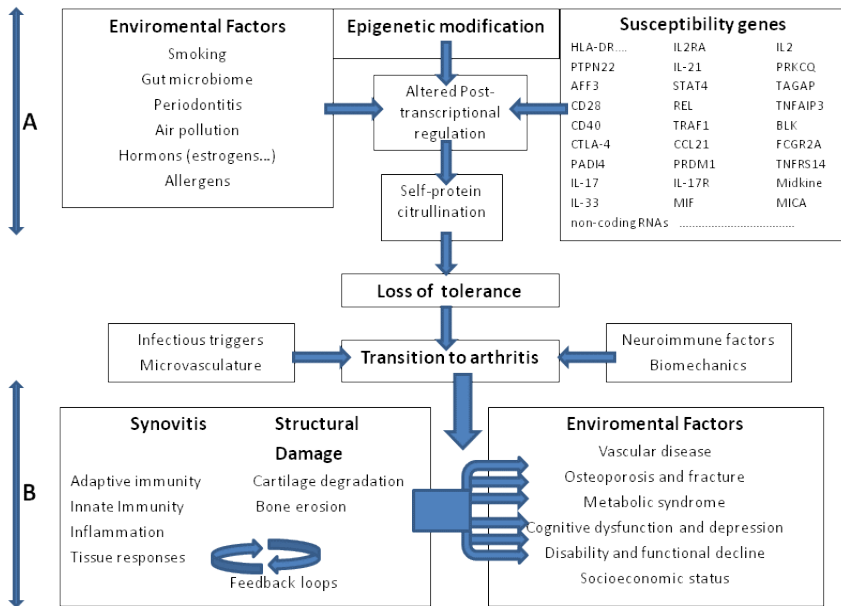 A
Enviromental Factors
Smoking
Gut microbiome
Periodontitis
Air pollution
Hormons (estrogens...)
Allergens
Epigenetic modification
Altered Post-
transcriptional
regulation
Self-protein
citrullination
Susceptibility genes
HLA-DR.... IL2RA IL2
PTPN22 IL-21 PRKCQ
AFF3 STAT4 TAGAP
CD28 REL TNFAIP3
CD40 TRAF1 BLK
CTLA-4 CCL21 FCGR2A
PADI4 PRDM1 TNFRS14
IL-17 IL-17R Midkine
IL-33 MIF MICA
non-coding RNAs ....................................
Loss of tolerance
Infectious triggers
Microvasculature
Transition to arthritis
Neuroimmune factors
Biomechanics
B
Synovitis
Adaptive immunity
Innate Immunity
Inflammation
Tissue responses
Structural
Damage
Cartilage degradation
Bone erosion
Feedback loops
Enviromental Factors
Vascular disease
Osteoporosis and fracture
Metabolic syndrome
Cognitive dysfunction and depression
Disability and functional decline
Socioeconomic status